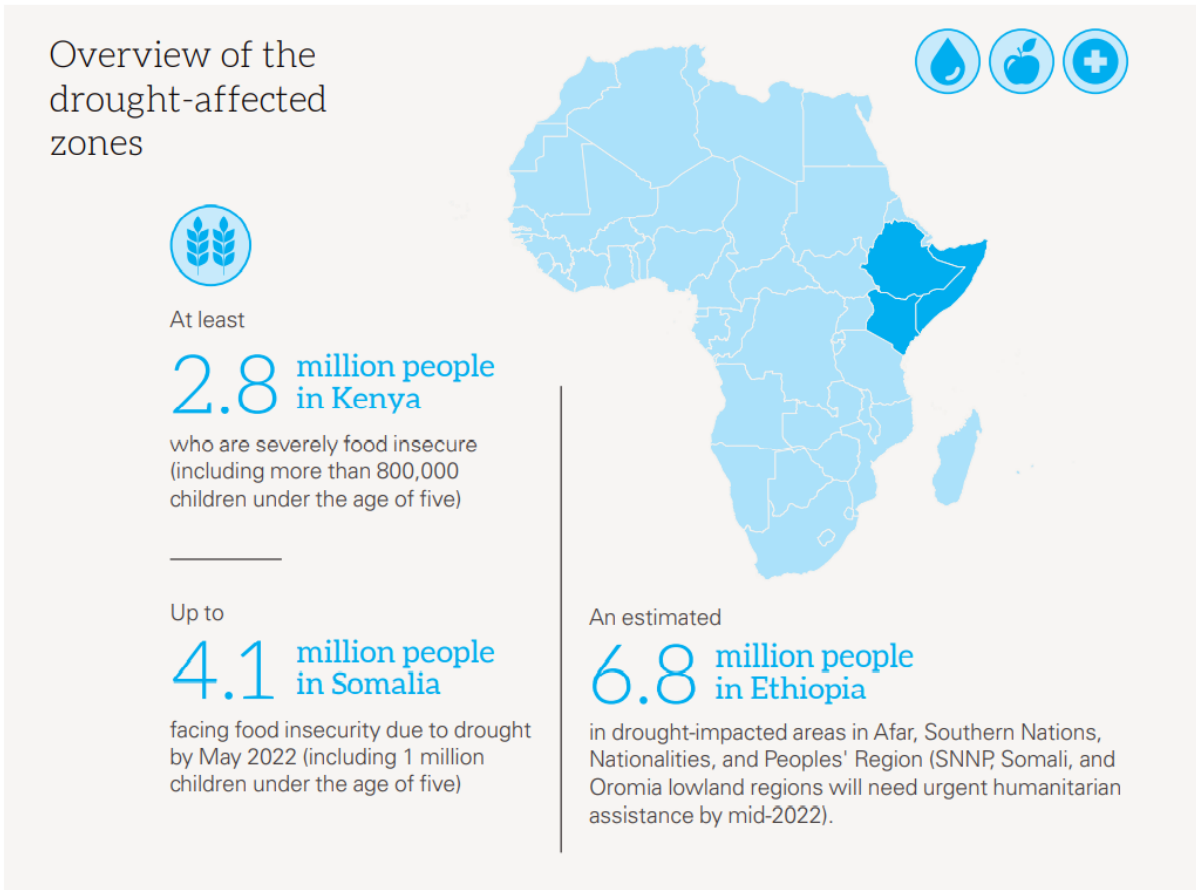 Overview of the
drought-affected
zones
At least
2.8 million people
in Kenya
who are severely food insecure
(including more than 800,000
children under the age of five)
Up to
4.1 million people
in Somalia
facing food insecurity due to drought
by May 2022 (including 1 million
children under the age of five)
An estimated
6.8 million people
in Ethiopia
in drought-impacted areas in Afar, Southern Nations,
Nationalities, and Peoples' Region (SNNP, Somali, and
Oromia lowland regions will need urgent humanitarian
assistance by mid-2022).